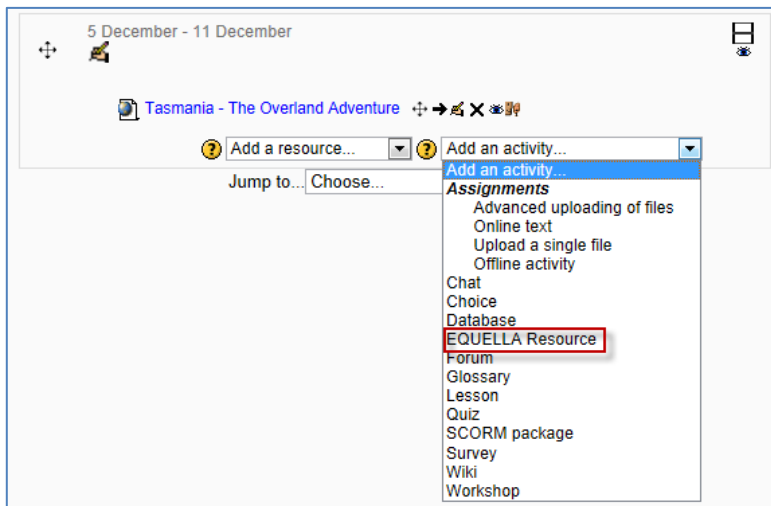 5 December - 11 December
Tasmania - The Overland Adventure
? Add a resource... ? Add an activity...
Jump to... Choose...
Add an activity...
Assignments
Advanced uploading of files
Online text
Upload a single file
Offline activity
Chat
Choice
Database
EQUELLA Resource
Forum
Glossary
Lesson
Quiz
SCORM package
Survey
Wiki
Workshop